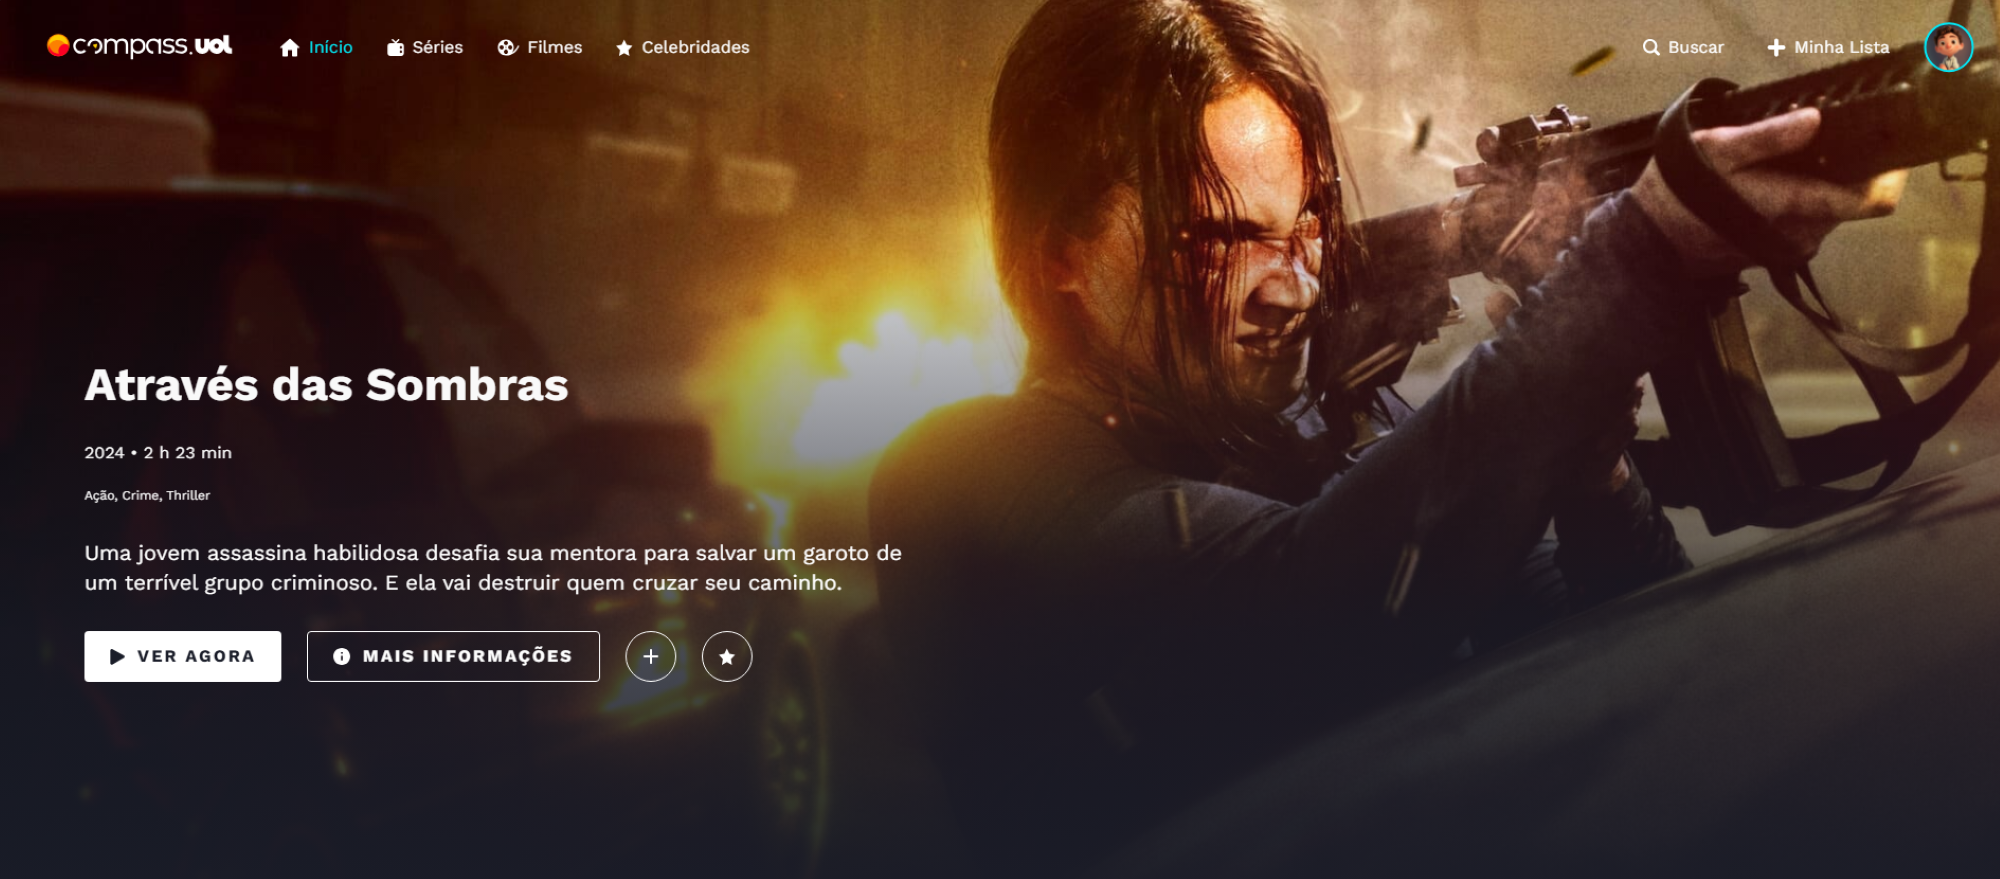 compass.uol
Início
Séries
Filmes
Celebridades
Buscar
Minha Lista
Através das Sombras
2024 • 2 h 23 min
Ação, Crime, Thriller
Uma jovem assassina habilidosa desafia sua mentora para salvar um garoto de
um terrível grupo criminoso. E ela vai destruir quem cruzar seu caminho.
VER AGORA
MAIS INFORMAÇÕES